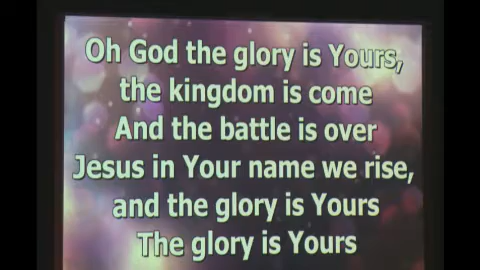 Oh God the glory is Yours,
the kingdom is come
And the battle is over
Jesus in Your name we rise,
and the glory is Yours
The glory is Yours